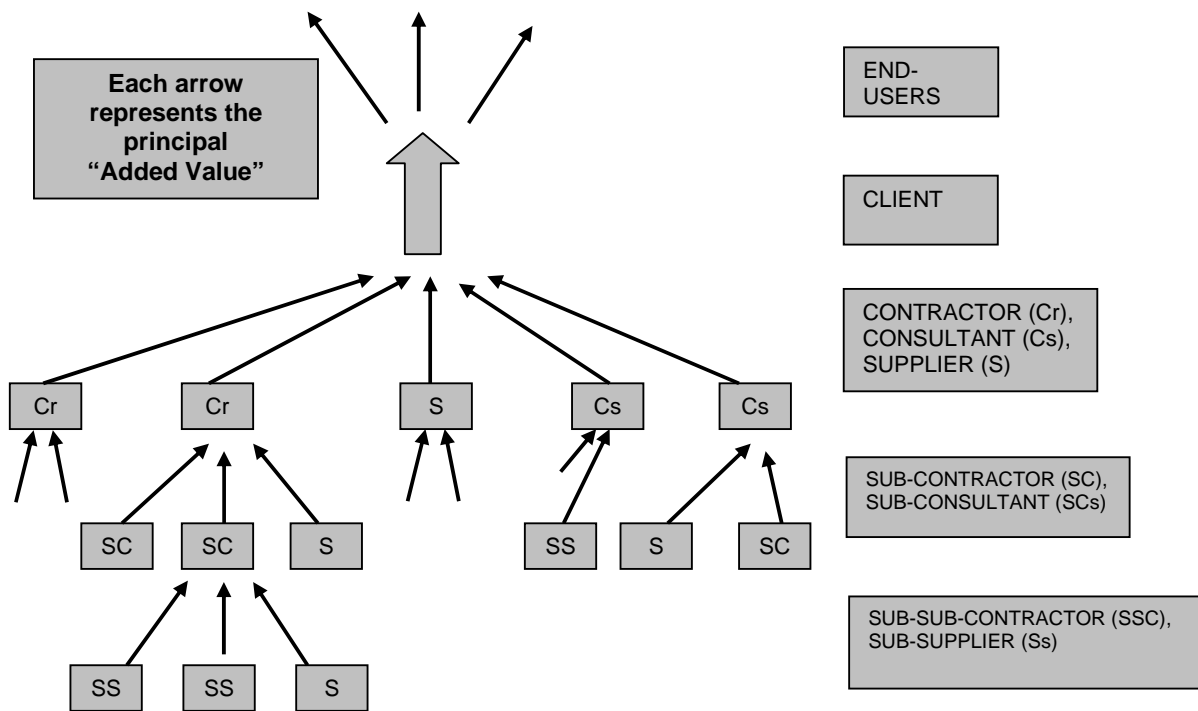 Each arrow
represents the
principal
“Added Value”
END-
USERS
CLIENT
CONTRACTOR (Cr),
CONSULTANT (Cs),
SUPPLIER (S)
Cr
Cr
S
Cs
Cs
SUB-CONTRACTOR (SC),
SUB-CONSULTANT (SCs)
SC
SC
S
SS
S
SC
SUB-SUB-CONTRACTOR (SSC),
SUB-SUPPLIER (Ss)
SS
SS
S